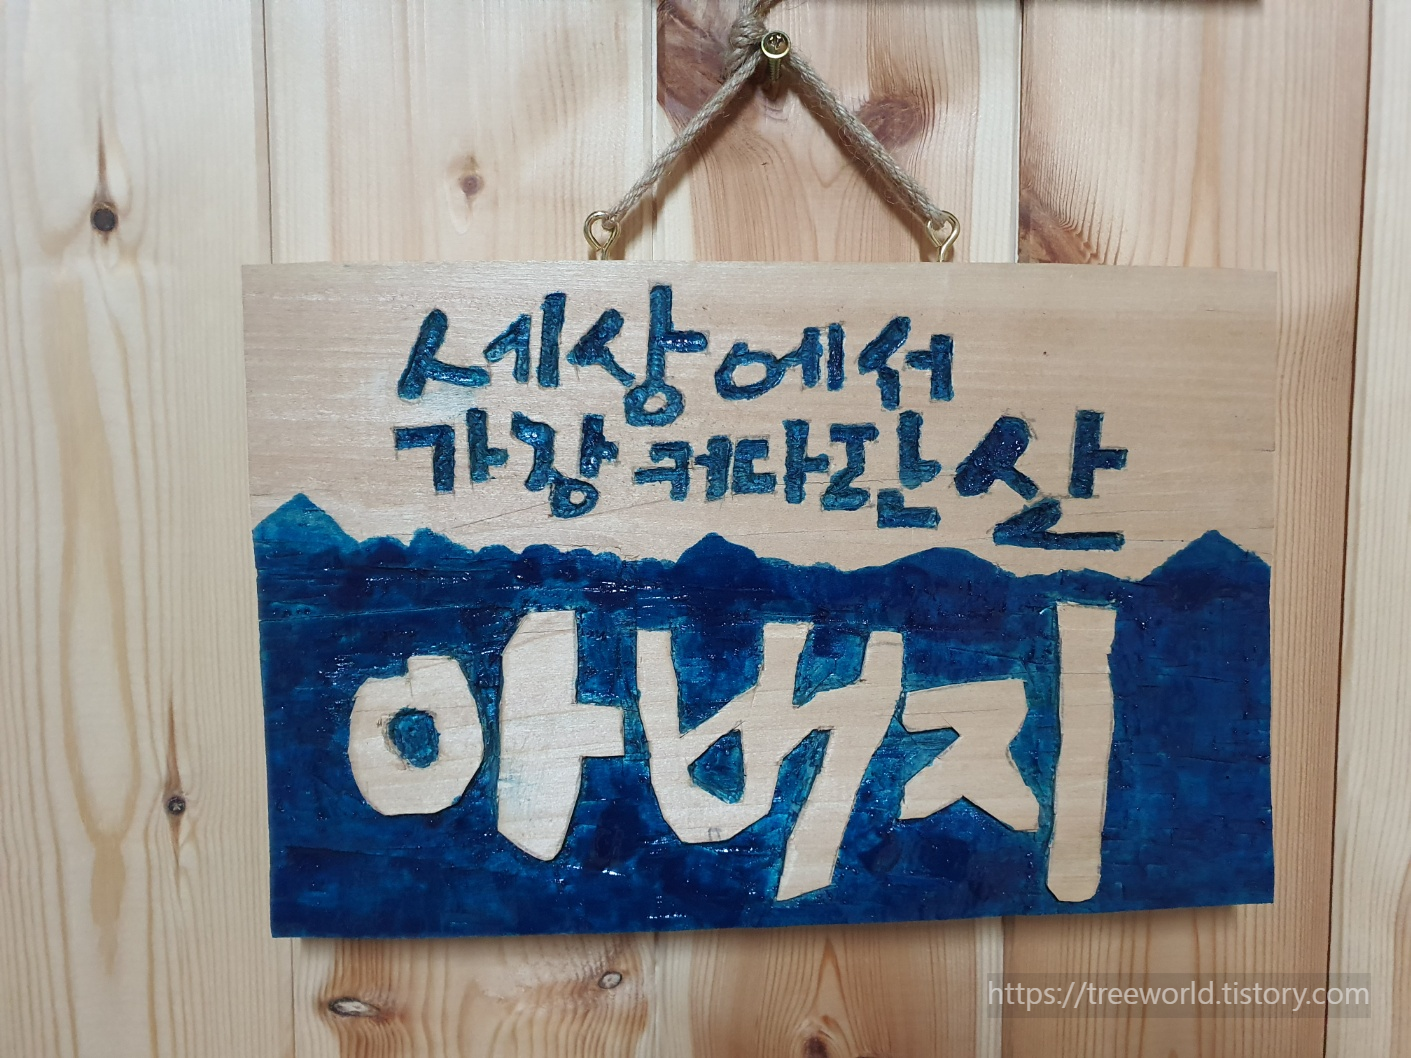 세상에서
가장 커다란 산
아버지
https://treeworld.tistory.com